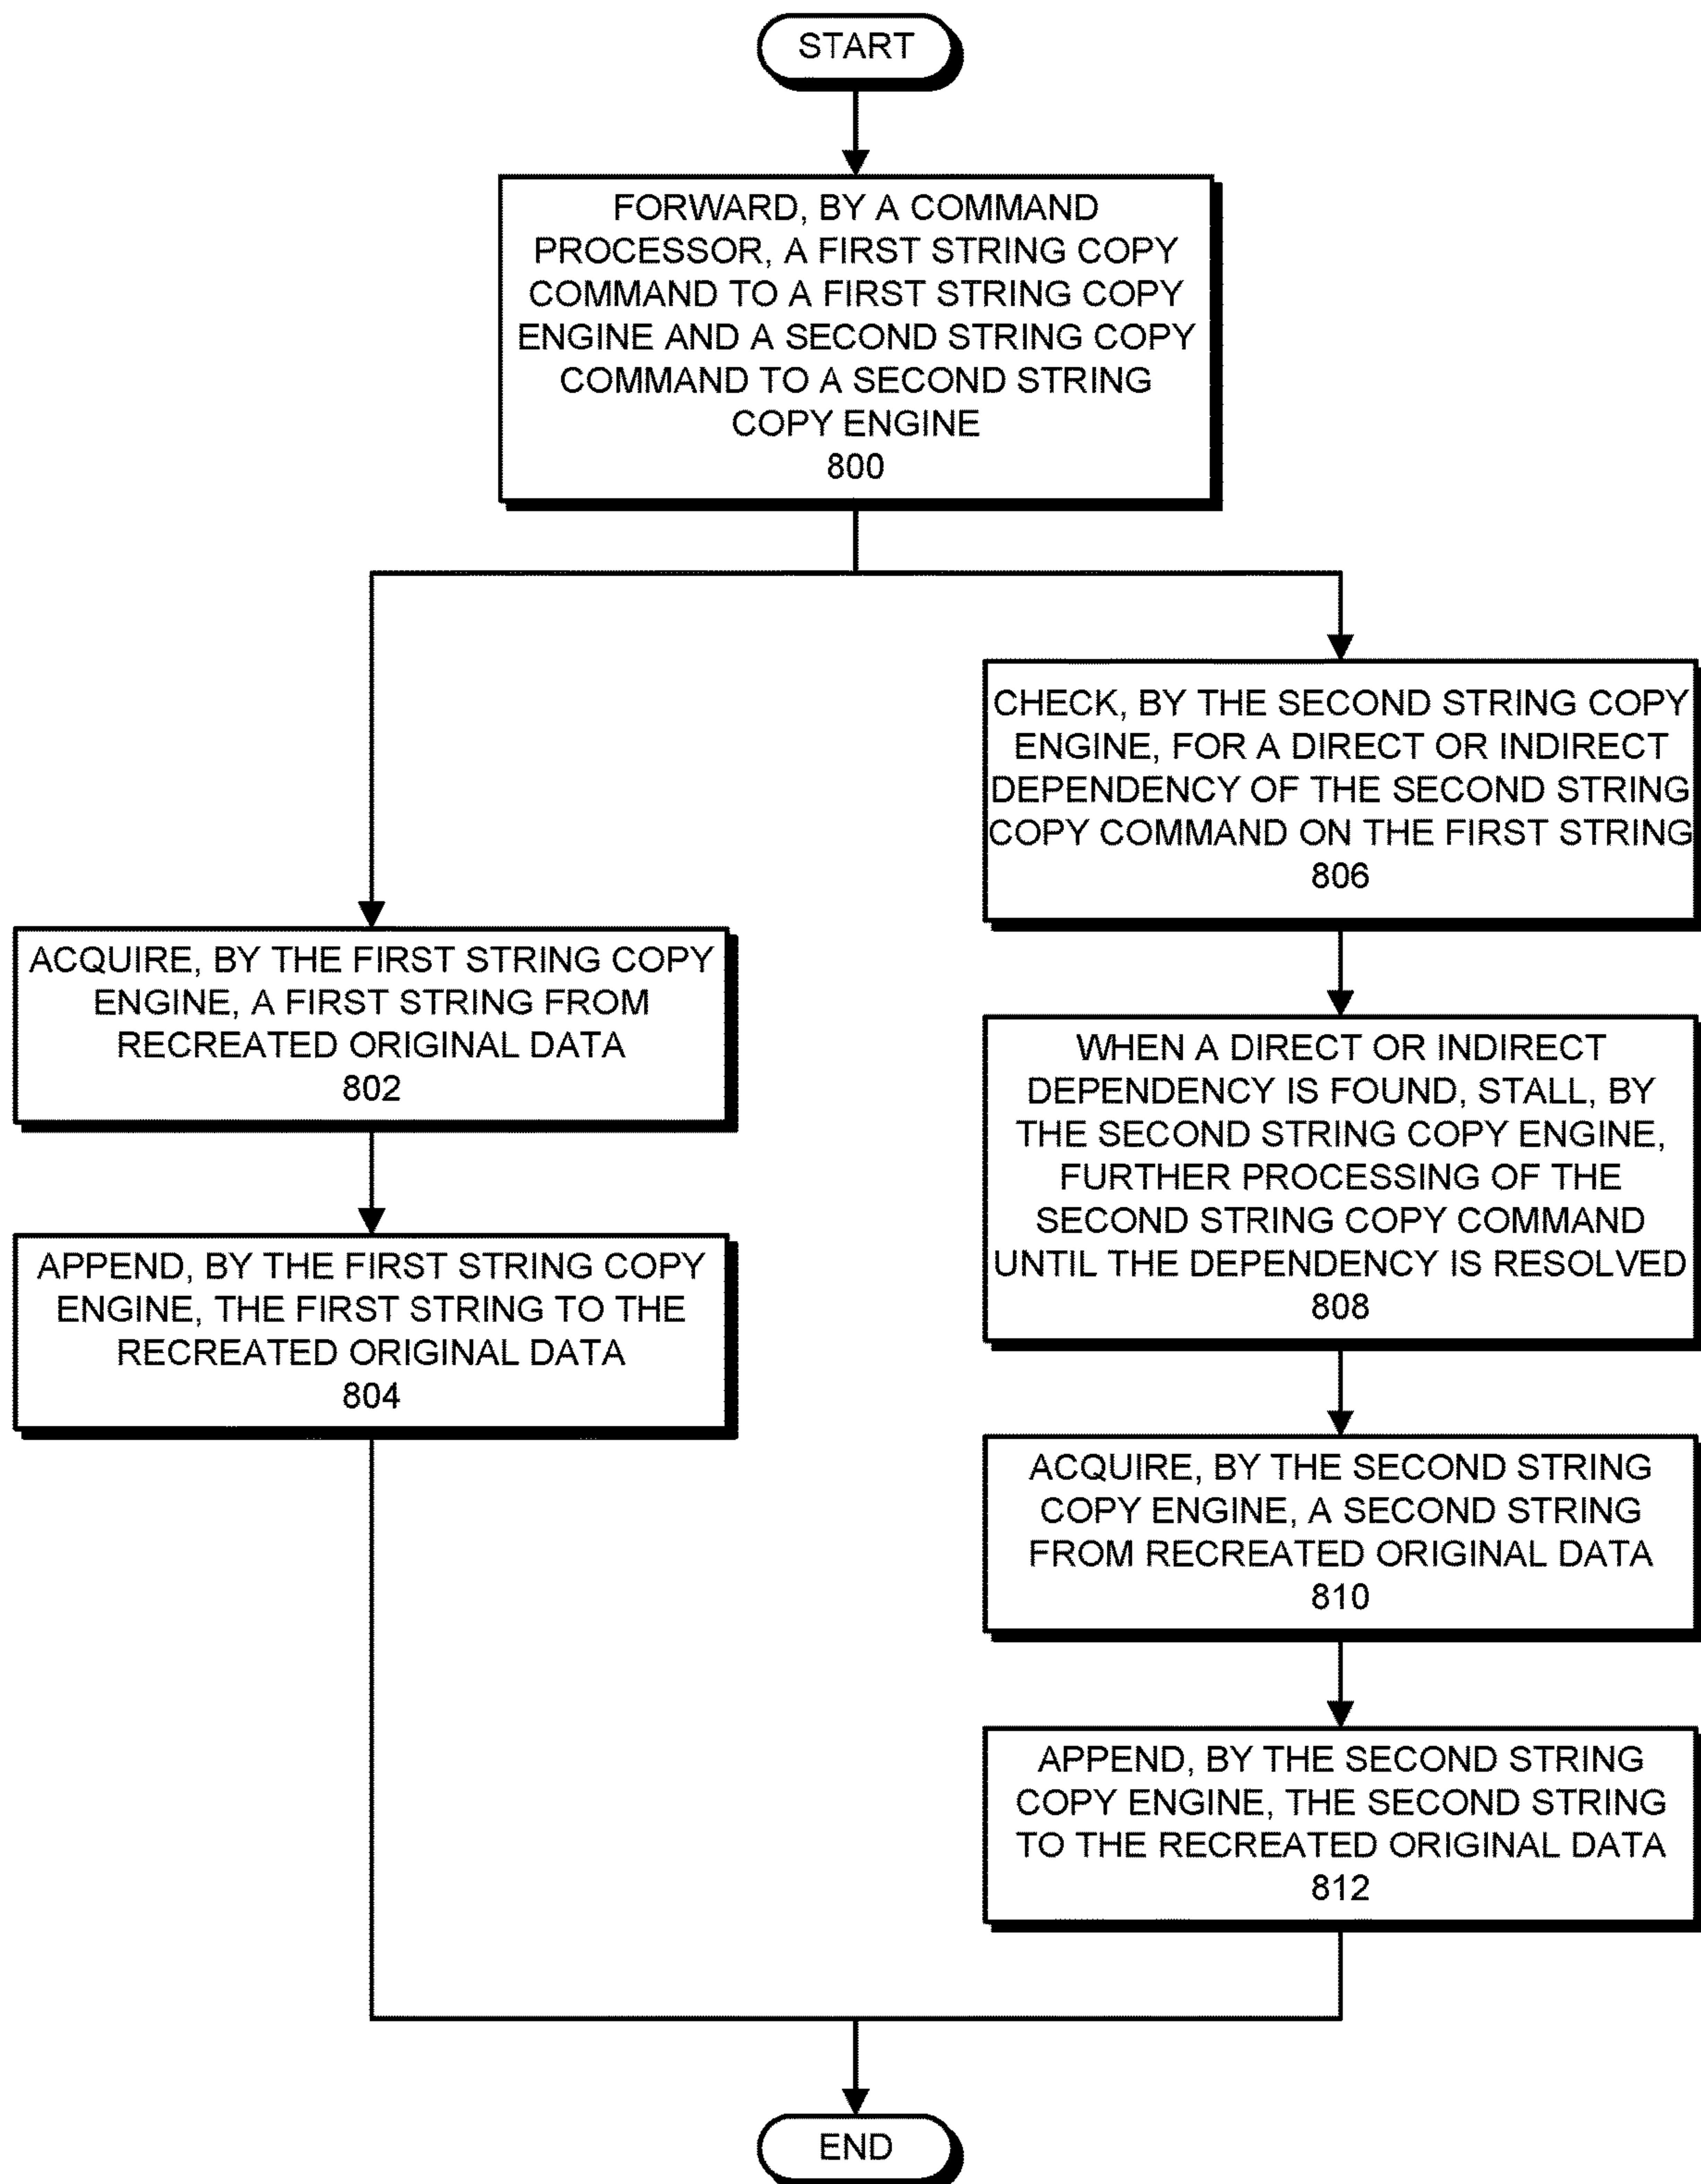 START
FORWARD, BY A COMMAND
PROCESSOR, A FIRST STRING COPY
COMMAND TO A FIRST STRING COPY
ENGINE AND A SECOND STRING COPY
COMMAND TO A SECOND STRING
COPY ENGINE
800
ACQUIRE, BY THE FIRST STRING COPY
ENGINE, A FIRST STRING FROM
RECREATED ORIGINAL DATA
802
APPEND, BY THE FIRST STRING COPY
ENGINE, THE FIRST STRING TO THE
RECREATED ORIGINAL DATA
804
CHECK, BY THE SECOND STRING COPY
ENGINE, FOR A DIRECT OR INDIRECT
DEPENDENCY OF THE SECOND STRING
COPY COMMAND ON THE FIRST STRING
806
WHEN A DIRECT OR INDIRECT
DEPENDENCY IS FOUND, STALL, BY
THE SECOND STRING COPY ENGINE,
FURTHER PROCESSING OF THE
SECOND STRING COPY COMMAND
UNTIL THE DEPENDENCY IS RESOLVED
808
ACQUIRE, BY THE SECOND STRING
COPY ENGINE, A SECOND STRING
FROM RECREATED ORIGINAL DATA
810
APPEND, BY THE SECOND STRING
COPY ENGINE, THE SECOND STRING
TO THE RECREATED ORIGINAL DATA
812
END